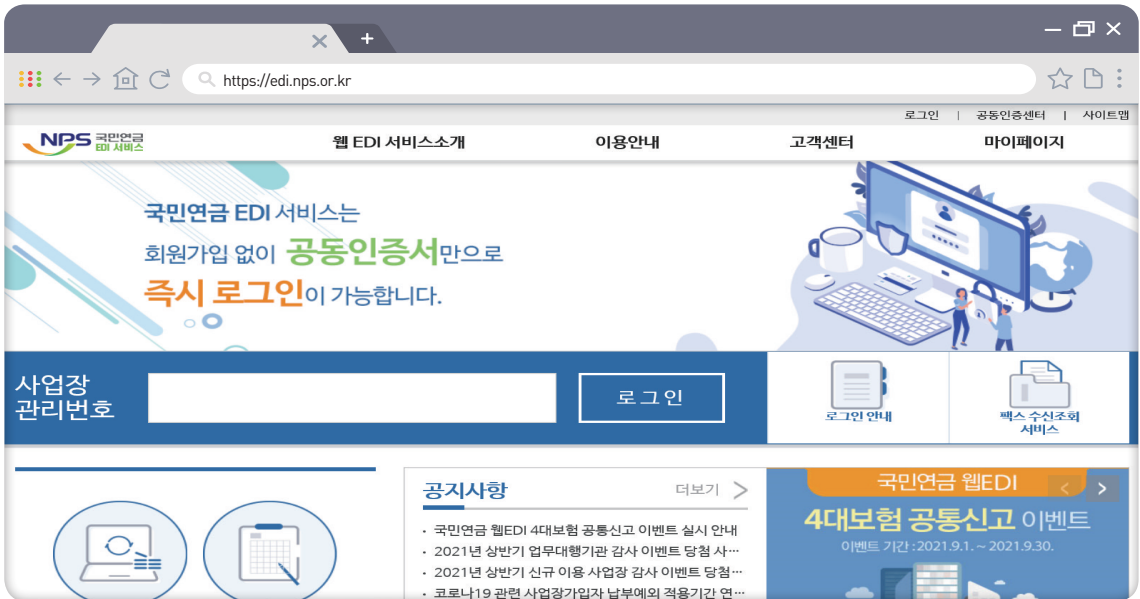 https://edi.nps.or.kr
로그인 | 공동인증센터 | 사이트맵
NPS 국민연금 EDI 서비스
웹 EDI 서비스소개
이용안내
고객센터
마이페이지
국민연금 EDI 서비스는
회원가입 없이 공동인증서만으로
즉시 로그인이 가능합니다.
사업장
관리번호
로그인
로그인 안내
팩스 수신조회
서비스
공지사항
더보기
· 국민연금 웹EDI 4대보험 공통신고 이벤트 실시 안내
· 2021년 상반기 업무대행기관 감사 이벤트 당첨 사…
· 2021년 상반기 신규 이용 사업장 감사 이벤트 당첨…
· 코로나19 관련 사업장가입자 납부예외 적용기간 연…
국민연금 웹EDI
4대보험 공통신고 이벤트
이벤트 기간 : 2021.9.1. ~ 2021.9.30.